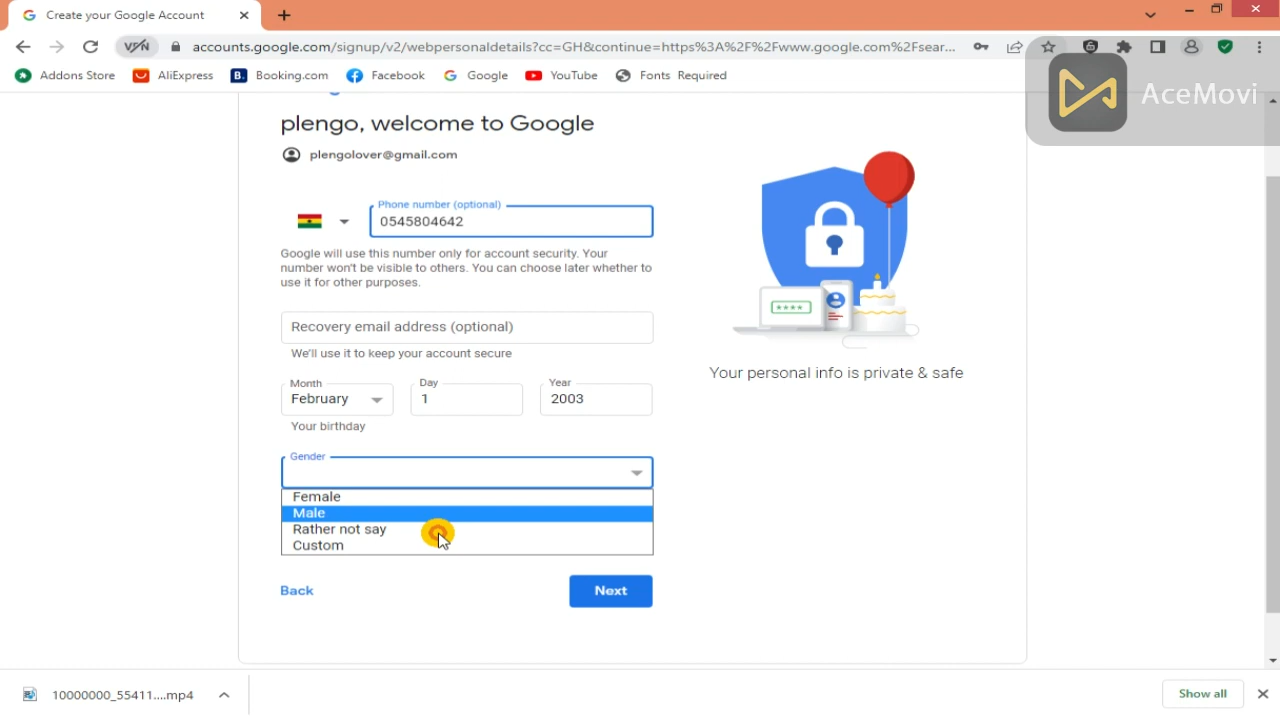 Create your Google Account
VPN
accounts.google.com/signup/v2/webpersonaldetails?cc=GH&continue=https%3A%2F%2Fwww.google.com%2Fsear...
Addons Store
AliExpress
B.
Booking.com
Facebook
Google
YouTube
Fonts Required
AceMovi
plengo, welcome to Google
plengolover@gmail.com
Phone number (optional)
0545804642
Google will use this number only for account security. Your
number won't be visible to others. You can choose later whether to
use it for other purposes.
Recovery email address (optional)
We'll use it to keep your account secure
Month
February
Day
1
Year
2003
Your birthday
Gender
Female
Male
Rather not say
Custom
Back
Next
****
Your personal info is private & safe
10000000_55411....mp4
Show all